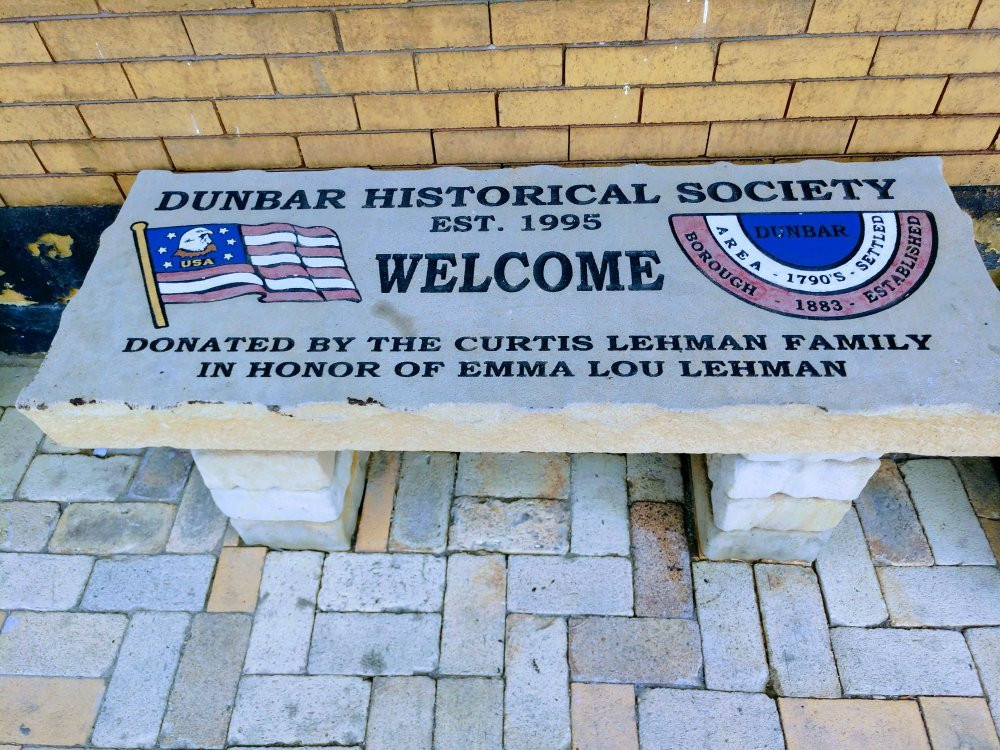 DUNBAR HISTORICAL SOCIETY
EST. 1995
USA
WELCOME
DUNBAR
AREA - 1790'S - SETTLED
BOROUGH - 1883 - ESTABLISHED
DONATED BY THE CURTIS LEHMAN FAMILY
IN HONOR OF EMMA LOU LEHMAN